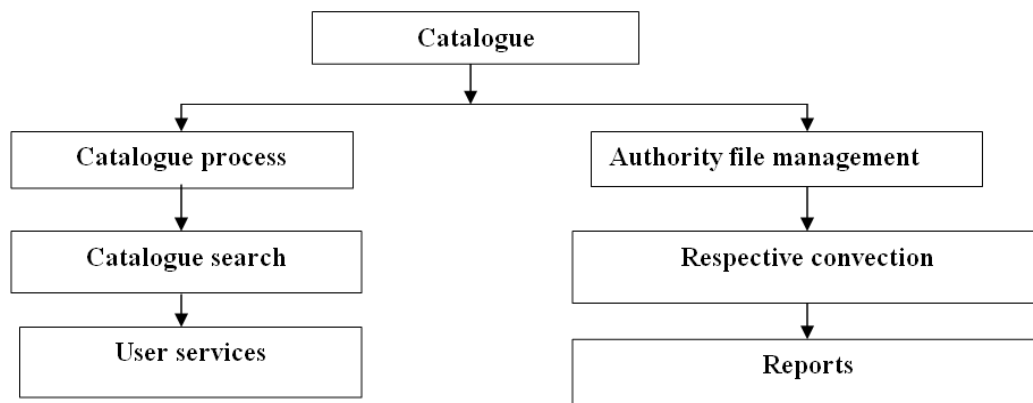 Catalogue
Catalogue process
Authority file management
Catalogue search
Respective convection
User services
Reports